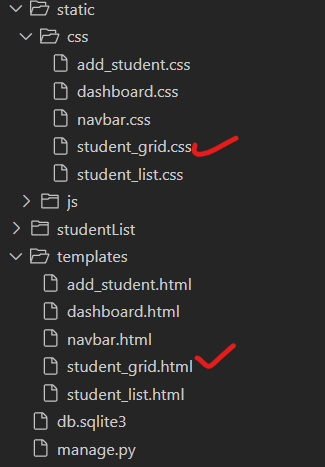 static
css
add_student.css
dashboard.css
navbar.css
student_grid.css
student_list.css
js
studentList
templates
add_student.html
dashboard.html
navbar.html
student_grid.html
student_list.html
db.sqlite3
manage.py